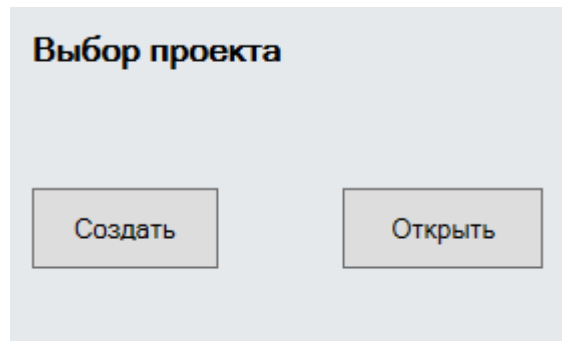 Выбор проекта
Создать
Открыть